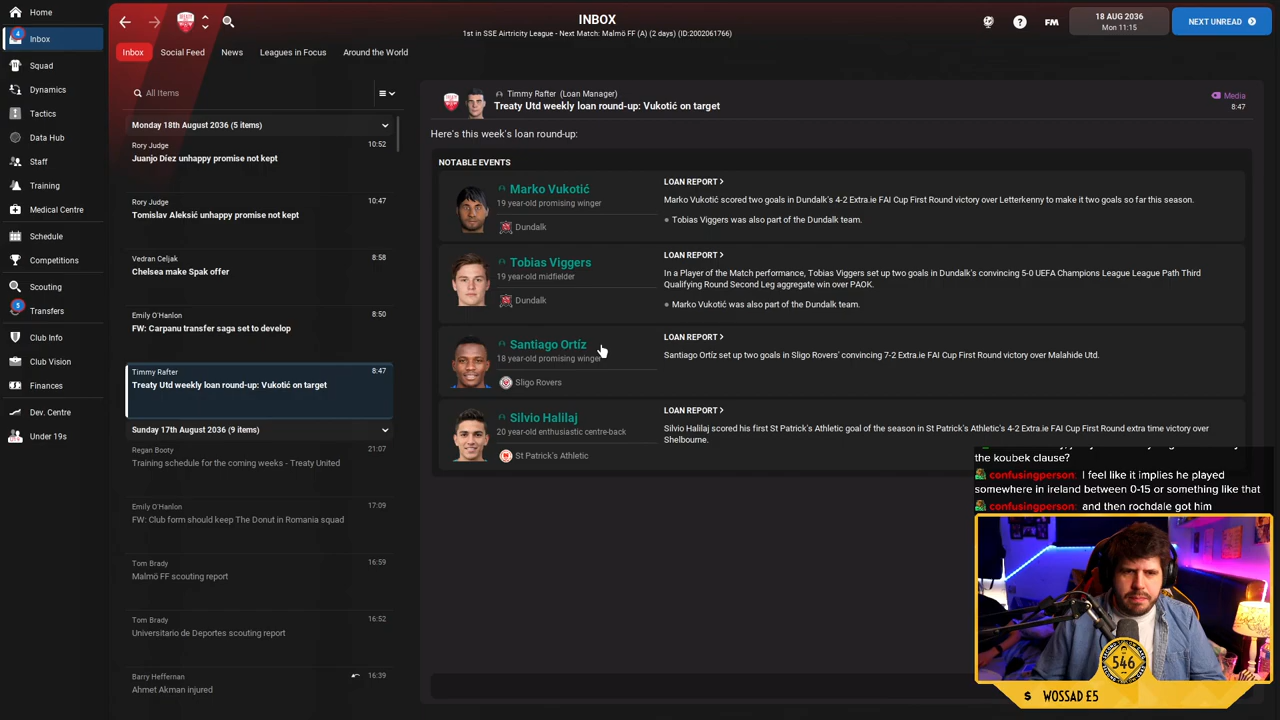 Home
4
Inbox
Squad
Dynamics
Tactics
Data Hub
Staff
Training
Medical Centre
Schedule
Competitions
Scouting
5
Transfers
Club Info
Club Vision
Finances
Dev. Centre
Under 19s
INBOX
1st in SSE Airtricity League - Next Match: Malmö FF (A) (2 days) (ID:2002061766)
?
FM
18 AUG 2036
Mon 11:15
NEXT UNREAD
Inbox
Social Feed
News
Leagues in Focus
Around the World
All Items
Monday 18th August 2036 (5 items)
Rory Judge
10:52
Juanjo Díez unhappy promise not kept
Rory Judge
10:47
Tomislav Aleksić unhappy promise not kept
Vedran Celjak
8:58
Chelsea make Spak offer
Emily O'Hanlon
8:50
FW: Carpanu transfer saga set to develop
Timmy Rafter
8:47
Treaty Utd weekly loan round-up: Vukotić on target
Sunday 17th August 2036 (9 items)
Regan Booty
21:07
Training schedule for the coming weeks - Treaty United
Emily O'Hanlon
17:09
FW: Club form should keep The Donut in Romania squad
Tom Brady
16:59
Malmö FF scouting report
Tom Brady
16:52
Universitario de Deportes scouting report
Barry Heffernan
16:39
Ahmet Akman injured
Timmy Rafter (Loan Manager)
Treaty Utd weekly loan round-up: Vukotić on target
Media
8:47
Here's this week's loan round-up:
NOTABLE EVENTS
Marko Vukotić
19 year-old promising winger
Dundalk
LOAN REPORT >
Marko Vukotić scored two goals in Dundalk's 4-2 Extra.ie FAI Cup First Round victory over Letterkenny to make it two goals so far this season.
Tobias Viggers was also part of the Dundalk team.
Tobias Viggers
19 year-old midfielder
Dundalk
LOAN REPORT >
In a Player of the Match performance, Tobias Viggers set up two goals in Dundalk's convincing 5-0 UEFA Champions League League Path Third
Qualifying Round Second Leg aggregate win over PAOK.
Marko Vukotić was also part of the Dundalk team.
Santiago Ortíz
18 year-old promising winger
Sligo Rovers
LOAN REPORT >
Santiago Ortíz set up two goals in Sligo Rovers' convincing 7-2 Extra.ie FAI Cup First Round victory over Malahide Utd.
Silvio Halilaj
20 year-old enthusiastic centre-back
St Patrick's Athletic
LOAN REPORT >
Silvio Halilaj scored his first St Patrick's Athletic goal of the season in St Patrick's Athletic's 4-2 Extra.ie FAI Cup First Round extra time victory over
Shelbourne.
the koubek clause?
confusingperson: I feel like it implies he played
somewhere in ireland between 0-15 or something like that
confusingperson: and then rochdale got him
546
$ WOSSAD £5